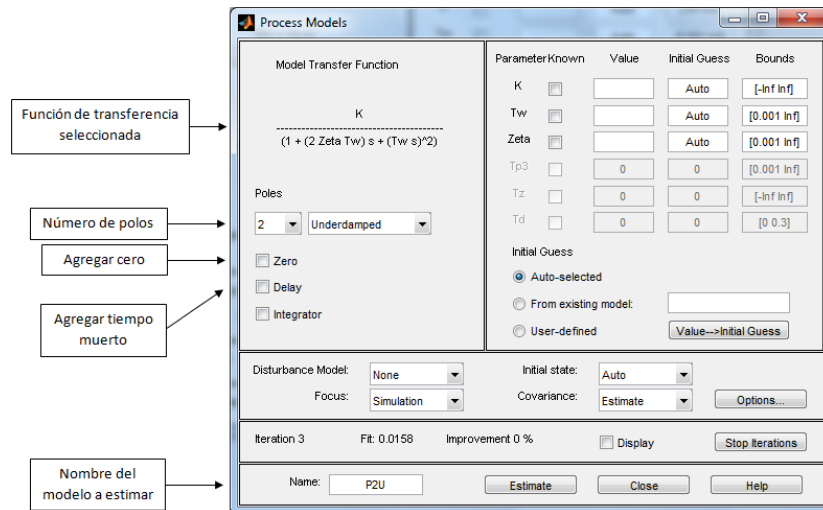 Process Models
Función de transferencia
seleccionada
Número de polos
Agregar cero
Agregar tiempo
muerto
Nombre del
modelo a estimar
Model Transfer Function
K
(1 + (2 Zeta Tw) s + (Tw s)^2)
Poles
2 Underdamped
Zero
Delay
Integrator
Parameter Known Value Initial Guess Bounds
K Auto [-Inf Inf]
Tw Auto [0.001 Inf]
Zeta Auto [0.001 Inf]
Tp3 0 0 [0.001 Inf]
Tz 0 0 [-Inf Inf]
Td 0 0 [0 0.3]
Initial Guess
Auto-selected
From existing model:
User-defined Value-->Initial Guess
Disturbance Model: None Initial state: Auto
Focus: Simulation Covariance: Estimate Options...
Iteration 3 Fit: 0.0158 Improvement 0 % Display Stop Iterations
Name: P2U Estimate Close Help